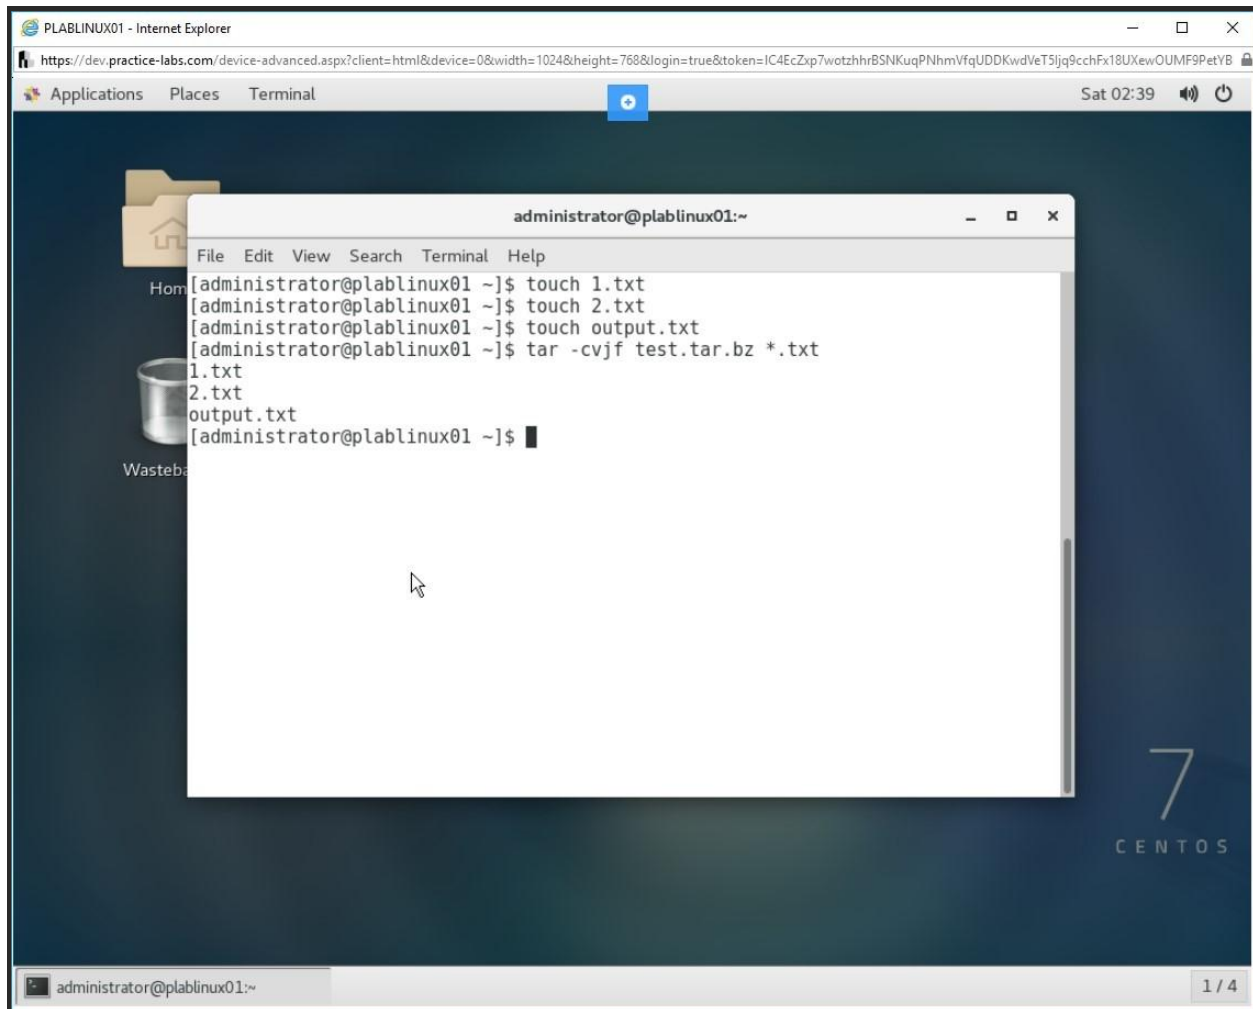 PLABLINUX01 - Internet Explorer
https://dev.practice-labs.com/device-advanced.aspx?client=html&device=0&width=1024&height=768&login=true&token=
Applications Places Terminal
Sat 02:39
administrator@plablinux01:~
File Edit View Search Terminal Help
Hom
[administrator@plablinux01 ~]$ touch 1.txt
[administrator@plablinux01 ~]$ touch 2.txt
[administrator@plablinux01 ~]$ touch output.txt
[administrator@plablinux01 ~]$ tar -cvjf test.tar.bz *.txt
1.txt
2.txt
output.txt
[administrator@plablinux01 ~]$
Wasteba
7
CENTOS
administrator@plablinux01:~
1 / 4